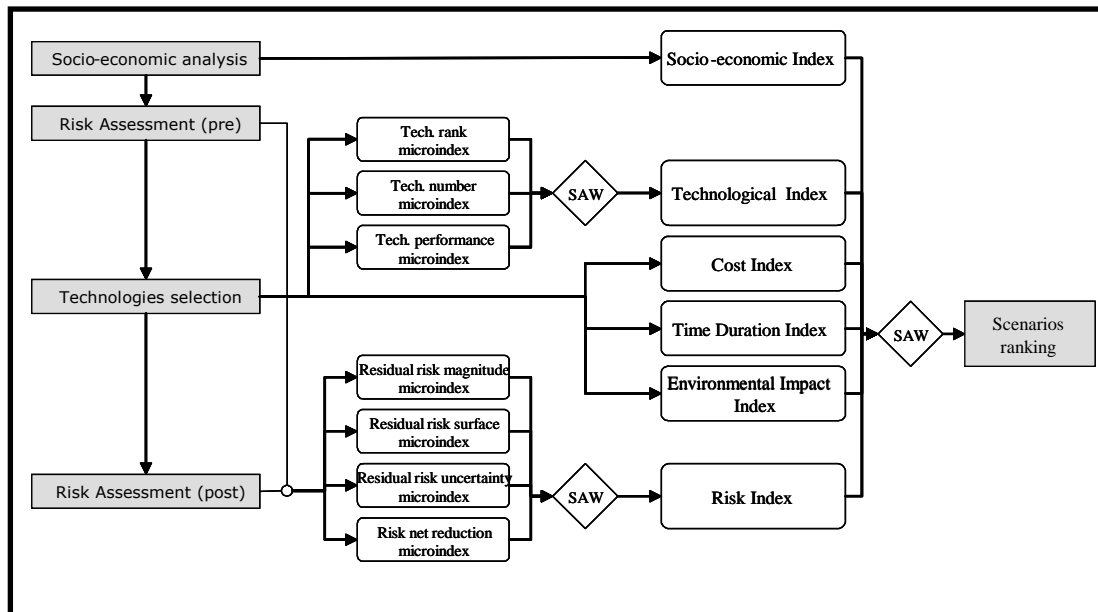 Socio-economic analysis
Socio-economic Index
Risk Assessment (pre)
Tech. rank
microindex
Tech. number
microindex
SAW
Technological Index
Tech. performance
microindex
Cost Index
Technologies selection
Time Duration Index
SAW
Scenarios
ranking
Residual risk magnitude
microindex
Environmental Impact
Index
Residual risk surface
microindex
Risk Assessment (post)
Residual risk uncertainty
microindex
SAW
Risk Index
Risk net reduction
microindex